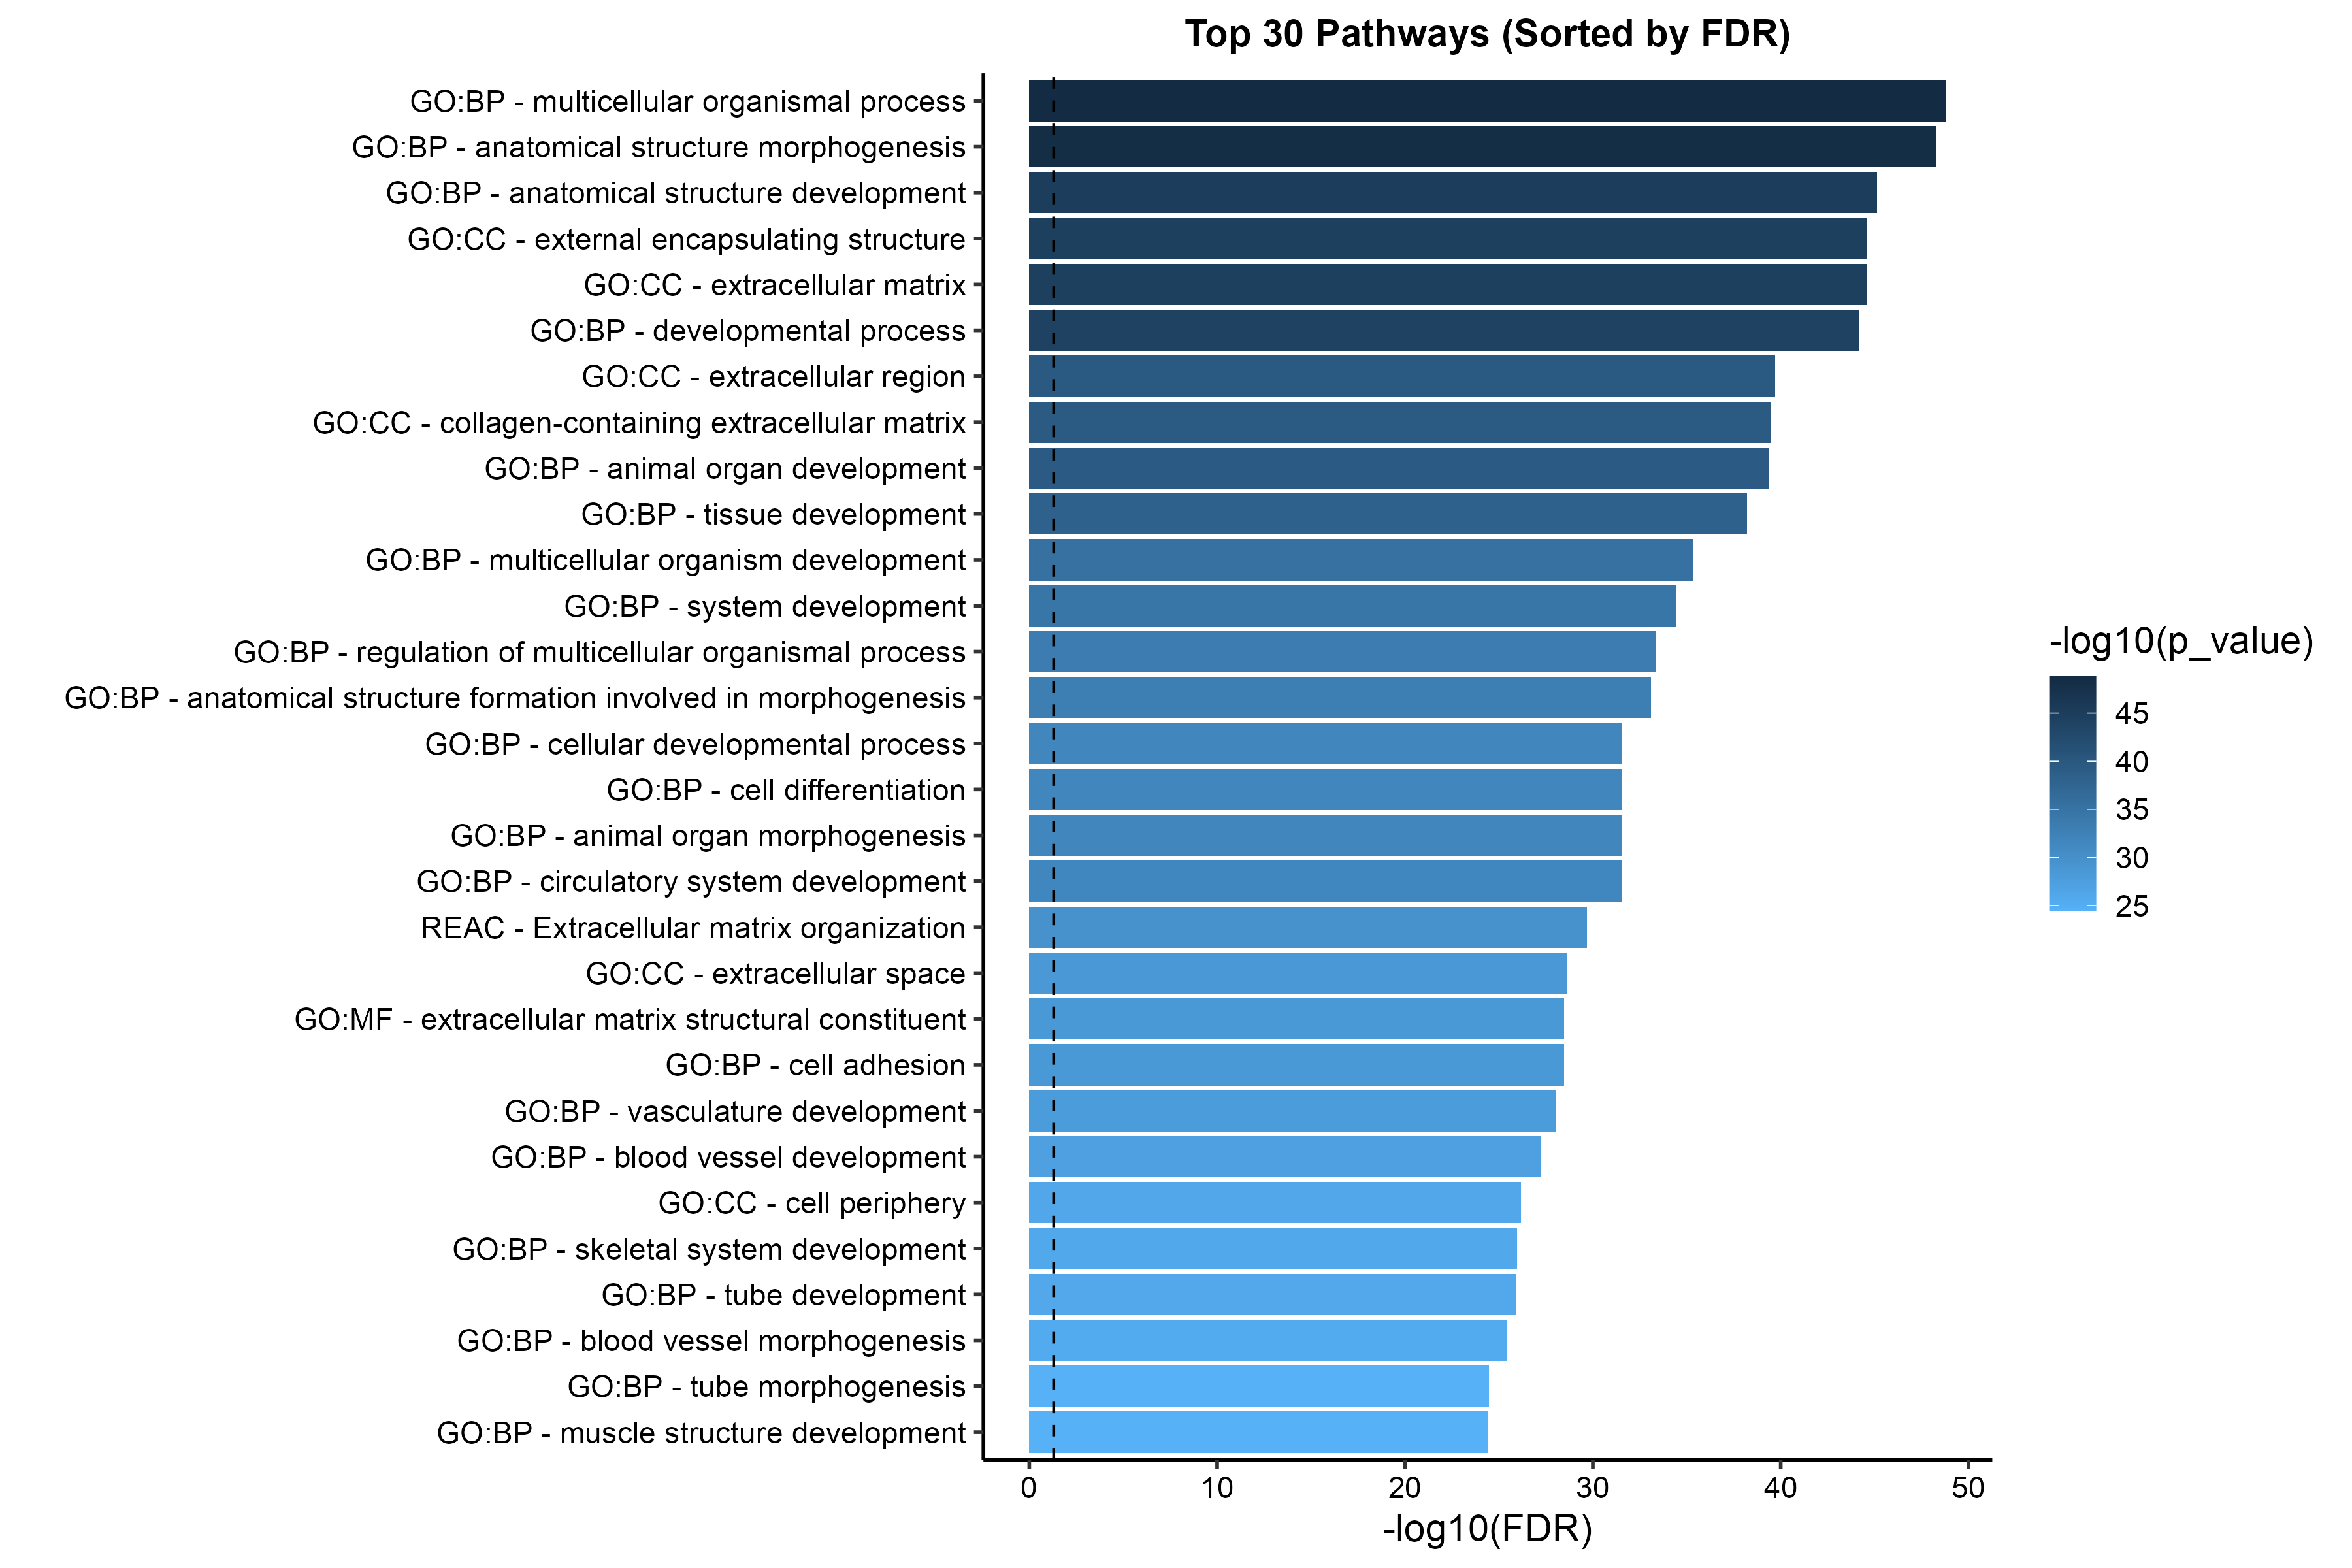 Top 30 Pathways (Sorted by FDR)
GO:BP - multicellular organismal process
GO:BP - anatomical structure morphogenesis
GO:BP - anatomical structure development
GO:CC - external encapsulating structure
GO:CC - extracellular matrix
GO:BP - developmental process
GO:CC - extracellular region
GO:CC - collagen-containing extracellular matrix
GO:BP - animal organ development
GO:BP - tissue development
GO:BP - multicellular organism development
GO:BP - system development
GO:BP - regulation of multicellular organismal process
GO:BP - anatomical structure formation involved in morphogenesis
GO:BP - cellular developmental process
GO:BP - cell differentiation
GO:BP - animal organ morphogenesis
GO:BP - circulatory system development
REAC - Extracellular matrix organization
GO:CC - extracellular space
GO:MF - extracellular matrix structural constituent
GO:BP - cell adhesion
GO:BP - vasculature development
GO:BP - blood vessel development
GO:CC - cell periphery
GO:BP - skeletal system development
GO:BP - tube development
GO:BP - blood vessel morphogenesis
GO:BP - tube morphogenesis
GO:BP - muscle structure development
0 10 20 30 40 50
-log10(FDR)
-log10(p_value)
45
40
35
30
25